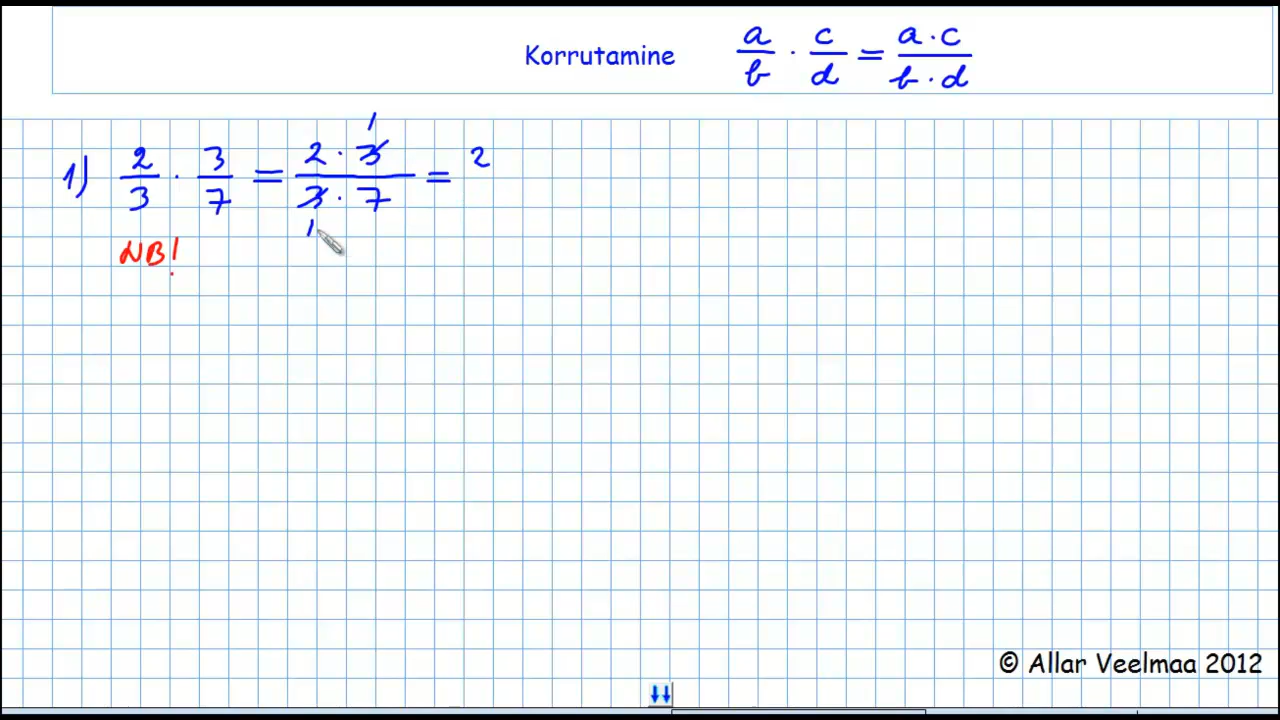 Korrutamine a/b · c/d = a·c/b·d
1) 2/3 · 3/7 = 2·3/3·7 = 2
1
1
NB!
© Allar Veelmaa 2012